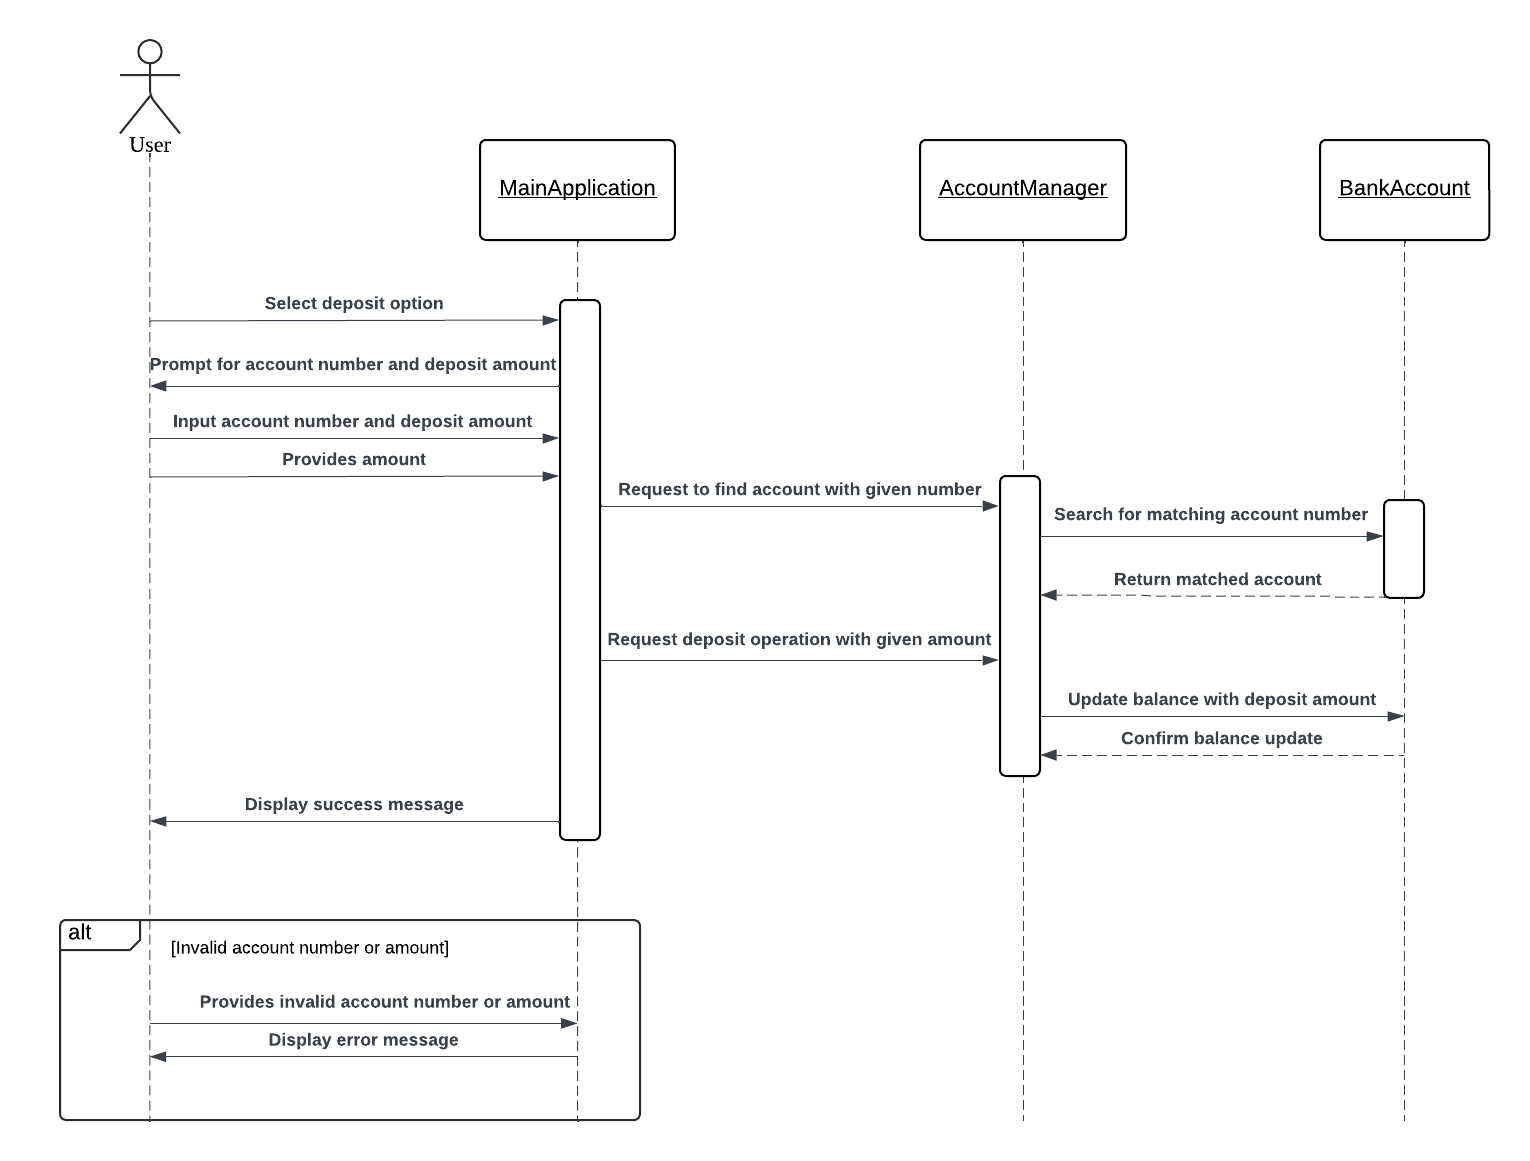 User
MainApplication
AccountManager
BankAccount
Select deposit option
Prompt for account number and deposit amount
Input account number and deposit amount
Provides amount
Request to find account with given number
Search for matching account number
Return matched account
Request deposit operation with given amount
Update balance with deposit amount
Confirm balance update
Display success message
alt
[Invalid account number or amount]
Provides invalid account number or amount
Display error message